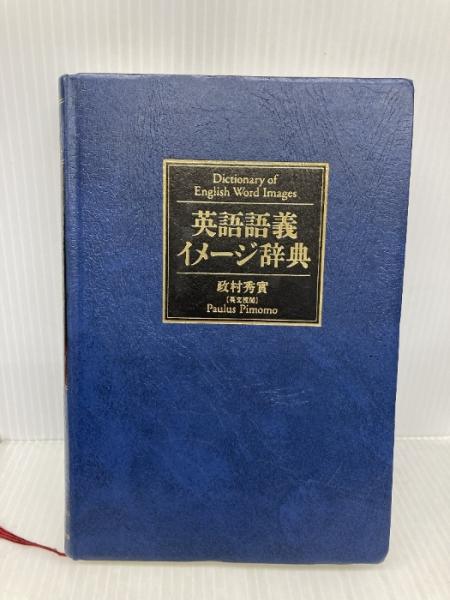 Dictionary of
English Word Images
英語語義
イメージ辞典
政村秀實
(英文校閲)
Paulus Pimomo